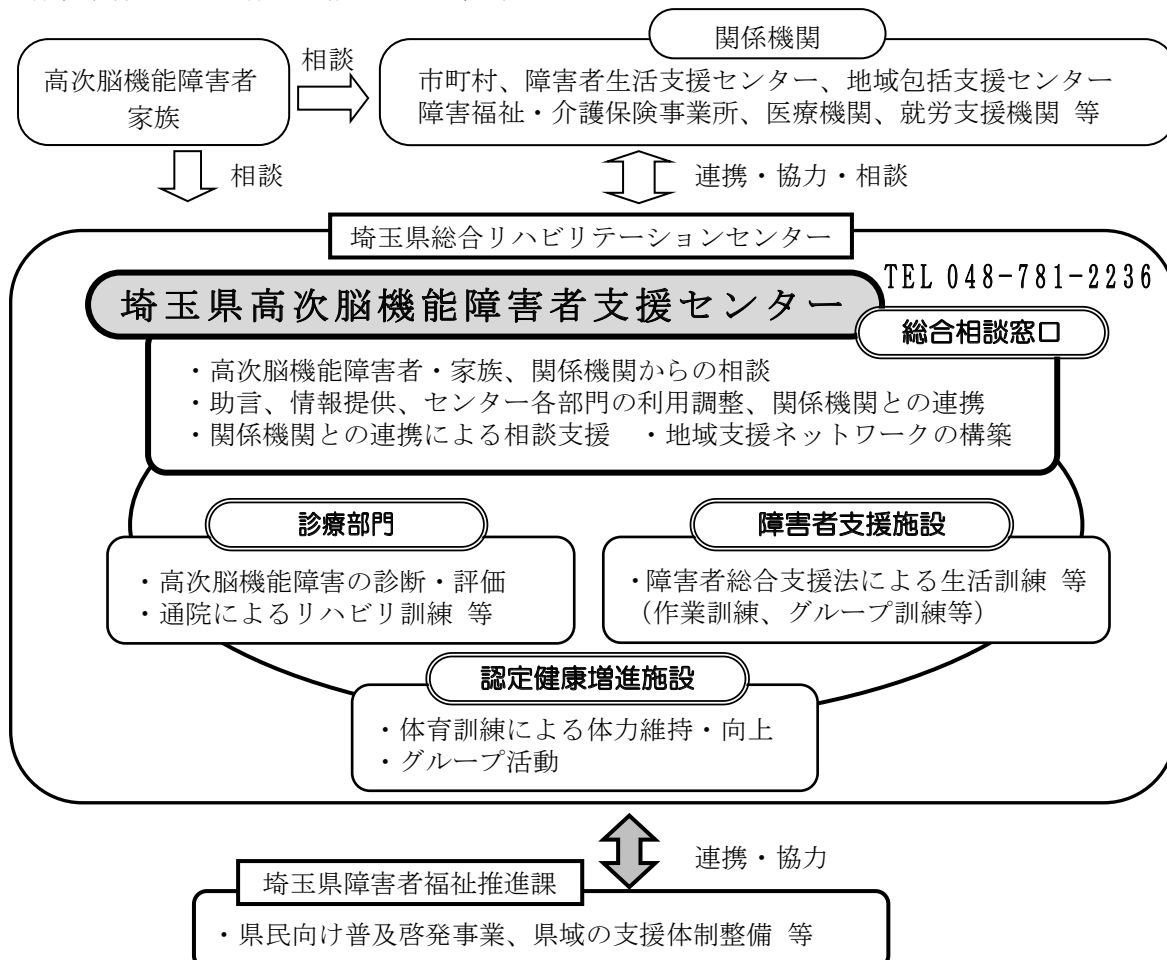 高次脳機能障害者
家族
相談
関係機関
市町村、障害者生活支援センター、地域包括支援センター
障害福祉・介護保険事業所、医療機関、就労支援機関 等
相談
連携・協力・相談
埼玉県総合リハビリテーションセンター
TEL 048-781-2236
埼玉県高次脳機能障害者支援センター
総合相談窓口
・高次脳機能障害者・家族、関係機関からの相談
・助言、情報提供、センター各部門の利用調整、関係機関との連携
・関係機関との連携による相談支援 ・地域支援ネットワークの構築
診療部門
・高次脳機能障害の診断・評価
・通院によるリハビリ訓練 等
障害者支援施設
・障害者総合支援法による生活訓練 等
（作業訓練、グループ訓練等）
認定健康増進施設
・体育訓練による体力維持・向上
・グループ活動
連携・協力
埼玉県障害者福祉推進課
・県民向け普及啓発事業、県域の支援体制整備 等